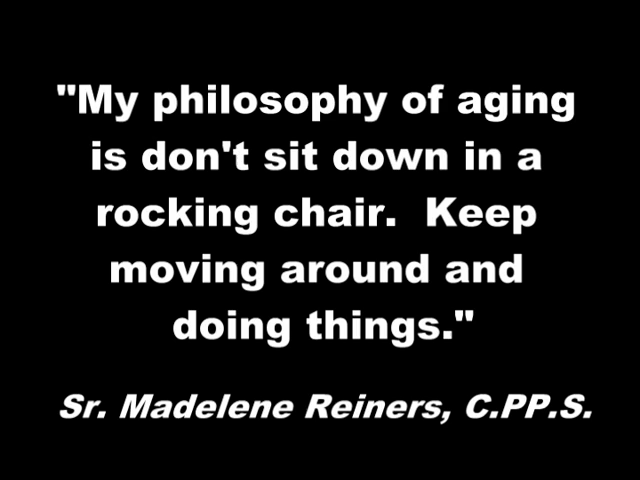 "My philosophy of aging
is don't sit down in a
rocking chair.  Keep
moving around and
doing things."
Sr. Madelene Reiners, C.PP.S.